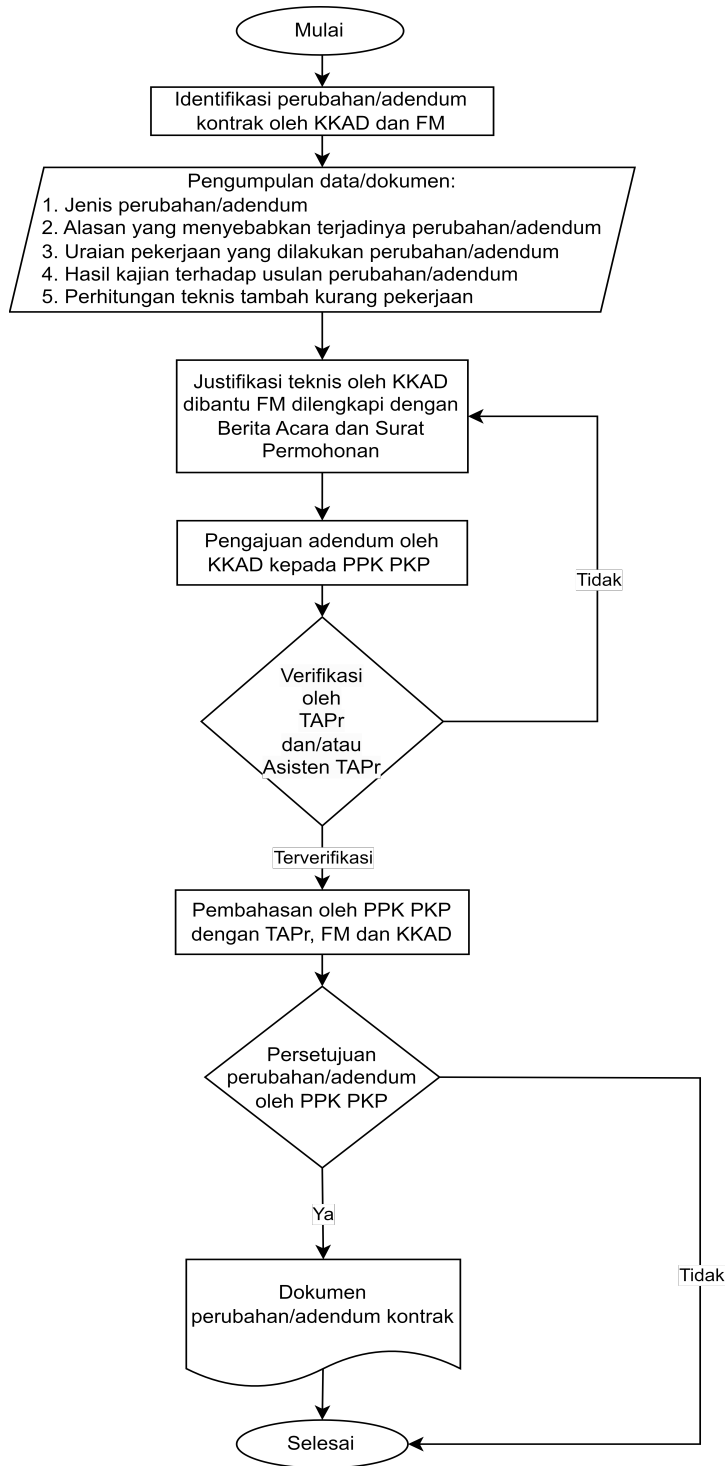 Mulai
Identifikasi perubahan/adendum
kontrak oleh KKAD dan FM
Pengumpulan data/dokumen:
1. Jenis perubahan/adendum
2. Alasan yang menyebabkan terjadinya perubahan/adendum
3. Uraian pekerjaan yang dilakukan perubahan/adendum
4. Hasil kajian terhadap usulan perubahan/adendum
5. Perhitungan teknis tambah kurang pekerjaan
Justifikasi teknis oleh KKAD
dibantu FM dilengkapi dengan
Berita Acara dan Surat
Permohonan
Pengajuan adendum oleh
KKAD kepada PPK PKP
Tidak
Verifikasi
oleh
TAPr
dan/atau
Asisten TAPr
Terverifikasi
Pembahasan oleh PPK PKP
dengan TAPr, FM dan KKAD
Persetujuan
perubahan/adendum
oleh PPK PKP
Ya
Tidak
Dokumen
perubahan/adendum kontrak
Selesai